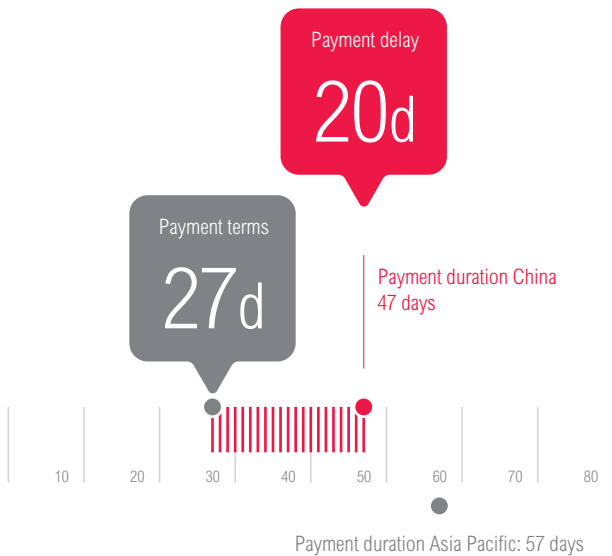 Payment delay
20d
Payment terms
27d
Payment duration China
47 days
10 20 30 40 50 60 70 80
Payment duration Asia Pacific: 57 days